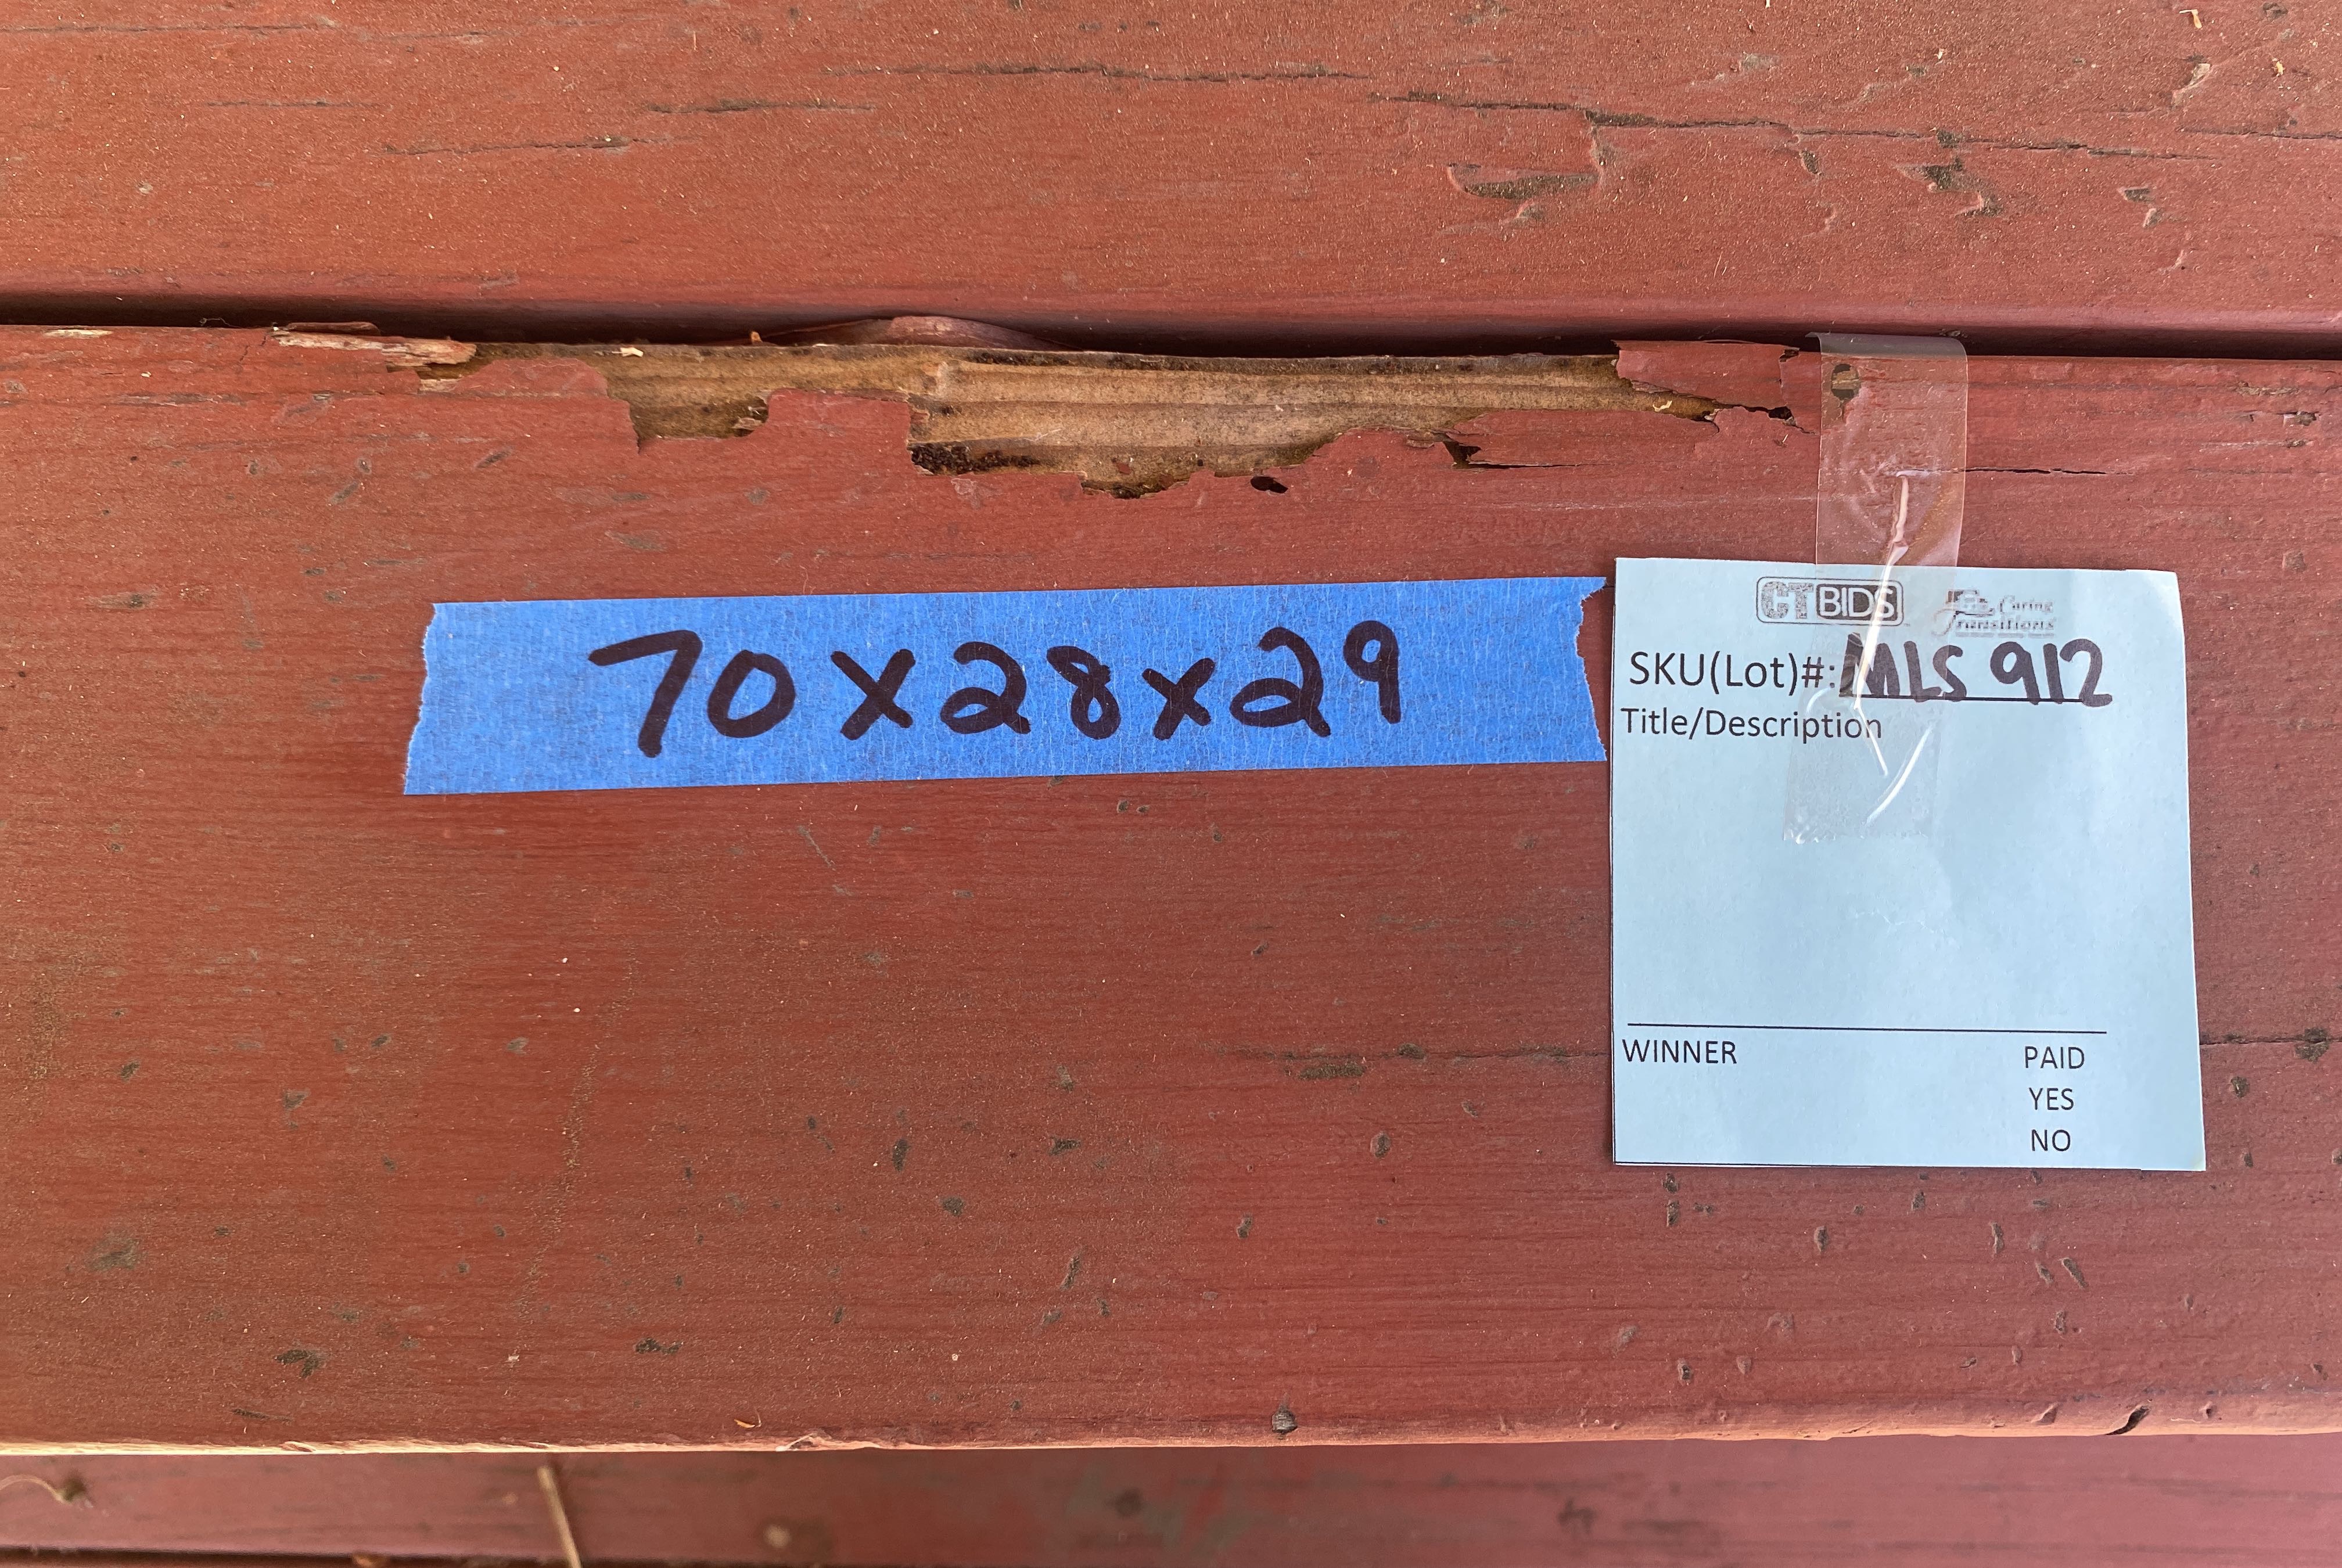 70x28x29
CTBIDS
Caring
Transitions
SKU(Lot)#: MLS 912
Title/Description
WINNER
PAID
YES
NO